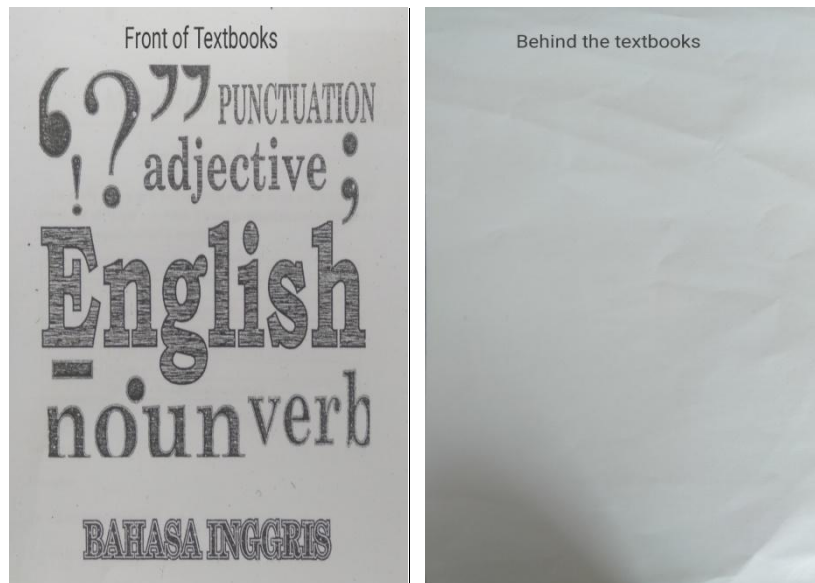 Front of Textbooks
‘ ! ? ” PUNCTUATION
adjective ;
English
- noun verb
BAHASA INGGRIS
Behind the textbooks